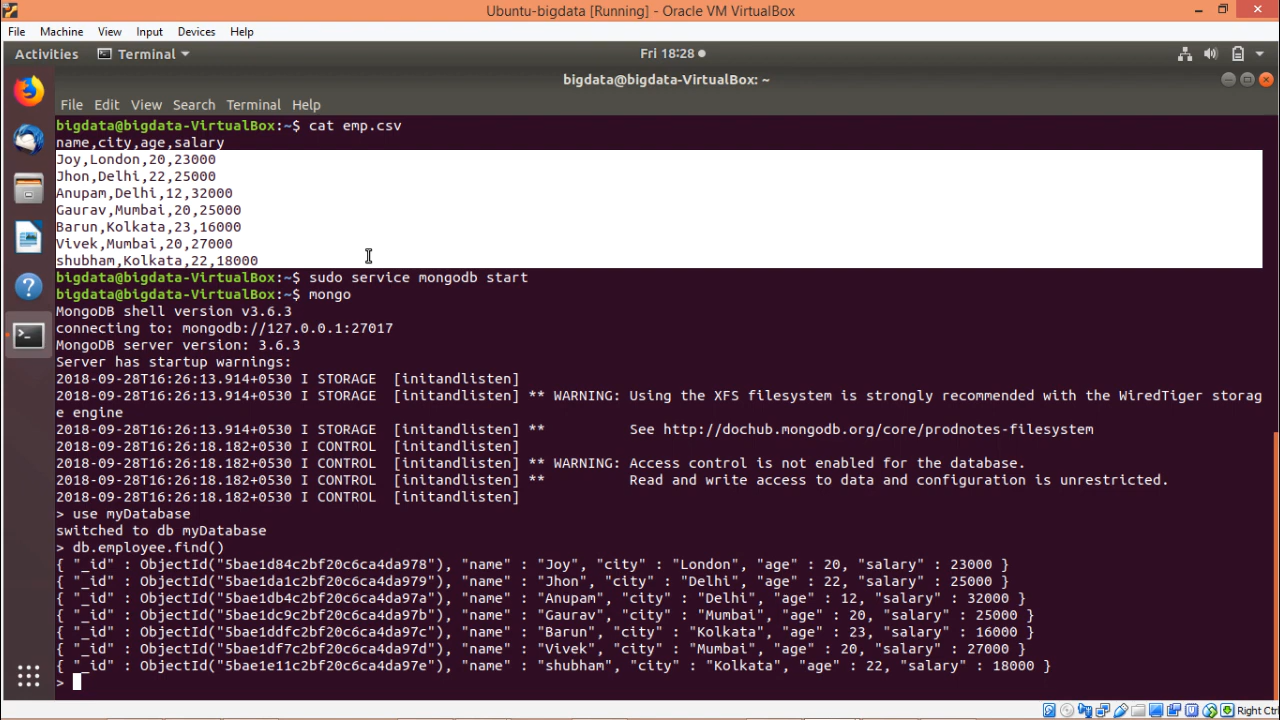 Ubuntu-bigdata [Running] - Oracle VM VirtualBox
File Machine View Input Devices Help
Activities Terminal Fri 18:28
bigdata@bigdata-VirtualBox: ~
File Edit View Search Terminal Help
bigdata@bigdata-VirtualBox:~$ cat emp.csv
name,city,age,salary
Joy,London,20,23000
Jhon,Delhi,22,25000
Anupam,Delhi,12,32000
Gaurav,Mumbai,20,25000
Barun,Kolkata,23,16000
Vivek,Mumbai,20,27000
shubham,Kolkata,22,18000
bigdata@bigdata-VirtualBox:~$ sudo service mongodb start
bigdata@bigdata-VirtualBox:~$ mongo
MongoDB shell version v3.6.3
connecting to: mongodb://127.0.0.1:27017
MongoDB server version: 3.6.3
Server has startup warnings:
2018-09-28T16:26:13.914+0530 I STORAGE  [initandlisten]
2018-09-28T16:26:13.914+0530 I STORAGE  [initandlisten] ** WARNING: Using the XFS filesystem is strongly recommended with the WiredTiger storag
e engine
2018-09-28T16:26:13.914+0530 I STORAGE  [initandlisten] **          See http://dochub.mongodb.org/core/prodnotes-filesystem
2018-09-28T16:26:18.182+0530 I CONTROL  [initandlisten]
2018-09-28T16:26:18.182+0530 I CONTROL  [initandlisten] ** WARNING: Access control is not enabled for the database.
2018-09-28T16:26:18.182+0530 I CONTROL  [initandlisten] **          Read and write access to data and configuration is unrestricted.
2018-09-28T16:26:18.182+0530 I CONTROL  [initandlisten]
> use myDatabase
switched to db myDatabase
> db.employee.find()
{ "_id" : ObjectId("5bae1d84c2bf20c6ca4da978"), "name" : "Joy", "city" : "London", "age" : 20, "salary" : 23000 }
{ "_id" : ObjectId("5bae1da1c2bf20c6ca4da979"), "name" : "Jhon", "city" : "Delhi", "age" : 22, "salary" : 25000 }
{ "_id" : ObjectId("5bae1db4c2bf20c6ca4da97a"), "name" : "Anupam", "city" : "Delhi", "age" : 12, "salary" : 32000 }
{ "_id" : ObjectId("5bae1dc9c2bf20c6ca4da97b"), "name" : "Gaurav", "city" : "Mumbai", "age" : 20, "salary" : 25000 }
{ "_id" : ObjectId("5bae1ddfc2bf20c6ca4da97c"), "name" : "Barun", "city" : "Kolkata", "age" : 23, "salary" : 16000 }
{ "_id" : ObjectId("5bae1df7c2bf20c6ca4da97d"), "name" : "Vivek", "city" : "Mumbai", "age" : 20, "salary" : 27000 }
{ "_id" : ObjectId("5bae1e11c2bf20c6ca4da97e"), "name" : "shubham", "city" : "Kolkata", "age" : 22, "salary" : 18000 }
>
Right Ctrl